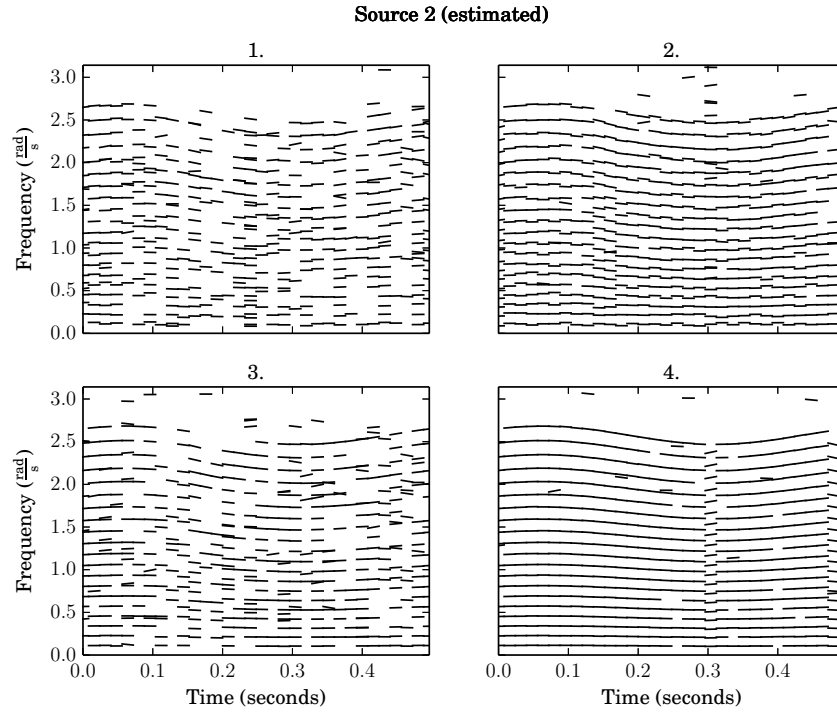 Source 2 (estimated)
1.
2.
3.0
2.5
2.0
1.5
1.0
0.5
0.0
Frequency (rad/s)
3.
4.
3.0
2.5
2.0
1.5
1.0
0.5
0.0
Frequency (rad/s)
0.0 0.1 0.2 0.3 0.4
0.0 0.1 0.2 0.3 0.4
Time (seconds)
Time (seconds)